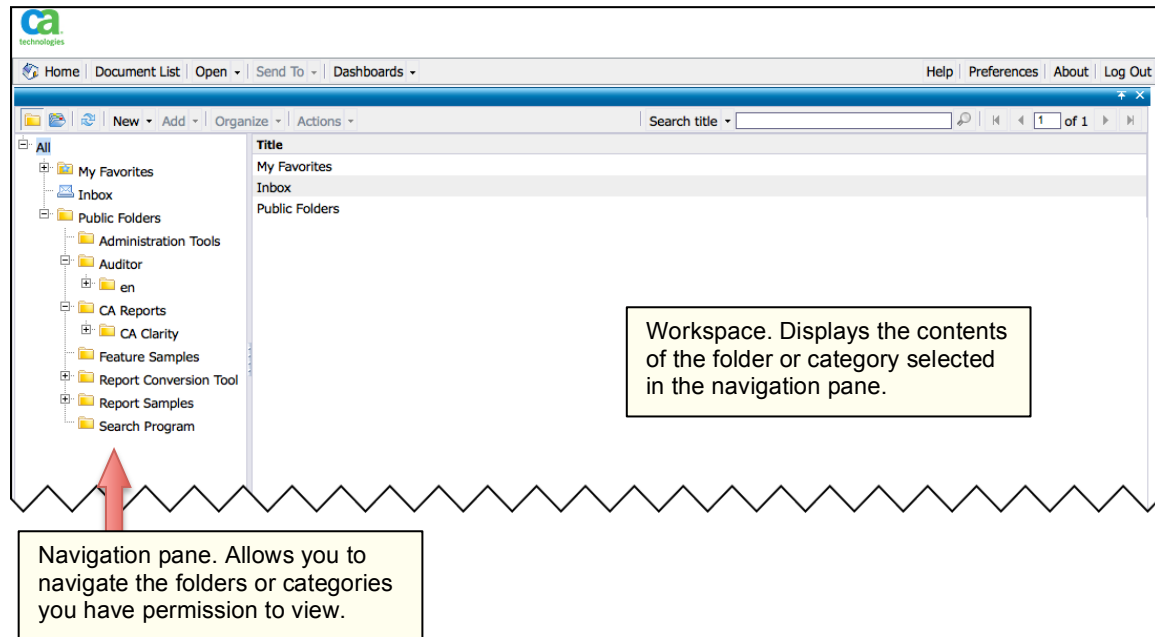 ca
technologies
Home Document List Open Send To Dashboards Help Preferences About Log Out
New Add Organize Actions Search title 1 of 1
All
My Favorites
Inbox
Public Folders
Administration Tools
Auditor
en
CA Reports
CA Clarity
Feature Samples
Report Conversion Tool
Report Samples
Search Program
Title
My Favorites
Inbox
Public Folders
Workspace. Displays the contents
of the folder or category selected
in the navigation pane.
Navigation pane. Allows you to
navigate the folders or categories
you have permission to view.